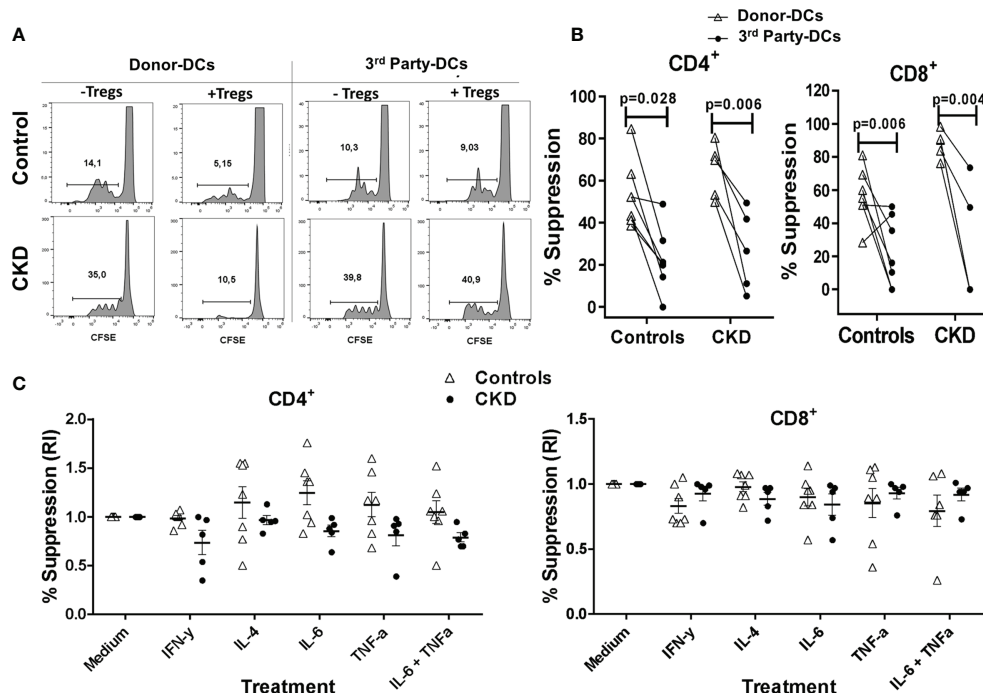 A
Donor-DCs
3rd Party-DCs
-Tregs
+Tregs
- Tregs
+ Tregs
Control
14,1
5,15
10,3
9,03
CKD
35,0
10,5
39,8
40,9
CFSE
CFSE
CFSE
CFSE
B
Donor-DCs
3rd Party-DCs
CD4+
p=0.028
p=0.006
% Suppression
100
80
60
40
20
0
Controls
CKD
CD8+
p=0.006
p=0.004
% Suppression
120
100
80
60
40
20
0
Controls
CKD
C
Controls
CKD
CD4+
% Suppression (RI)
2.0
1.5
1.0
0.5
0.0
Medium
IFN-y
IL-4
IL-6
TNF-a
IL-6 + TNFa
Treatment
CD8+
% Suppression (RI)
1.5
1.0
0.5
0.0
Medium
IFN-y
IL-4
IL-6
TNF-a
IL-6 + TNFa
Treatment